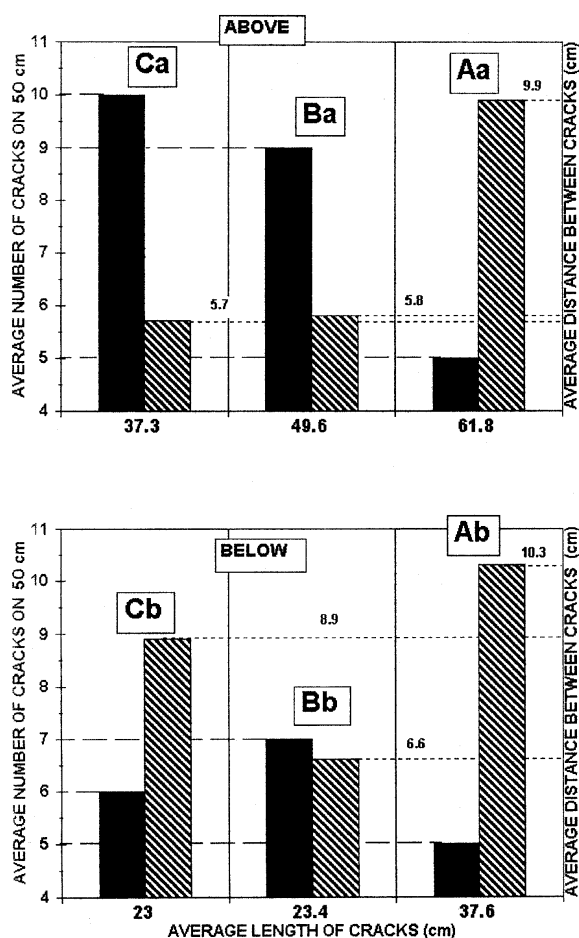 ABOVE
AVERAGE NUMBER OF CRACKS ON 50 cm
11
10
9
8
7
6
5
4
Ca
Ba
Aa
9.9
5.7
5.8
AVERAGE DISTANCE BETWEEN CRACKS (cm)
37.3
49.6
61.8
BELOW
AVERAGE NUMBER OF CRACKS ON 50 cm
11
10
9
8
7
6
5
4
Cb
Bb
Ab
10.3
8.9
6.6
AVERAGE DISTANCE BETWEEN CRACKS (cm)
23
23.4
37.6
AVERAGE LENGTH OF CRACKS (cm)